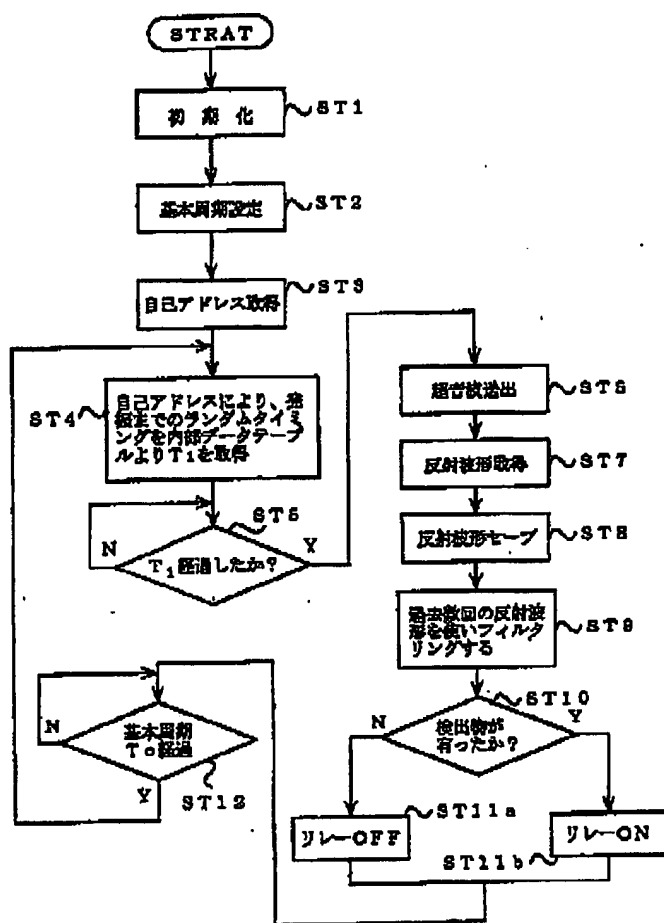 STRAT
初期化
ST1
基本周期設定
ST2
自己アドレス取得
ST3
自己アドレスにより、発
振までのランダムタイミ
ングを内部データテーブ
ルよりT1を取得
ST4
ST5
N
Y
T1経過したか?
超音波送出
ST6
反射波形取得
ST7
反射波形セーブ
ST8
過去数回の反射波
形を使いフィルタ
リングする
ST9
ST10
N
Y
検出物が
有ったか?
ST11a
リレーOFF
リレーON
ST11b
N
基本周期
To経過
Y
ST12